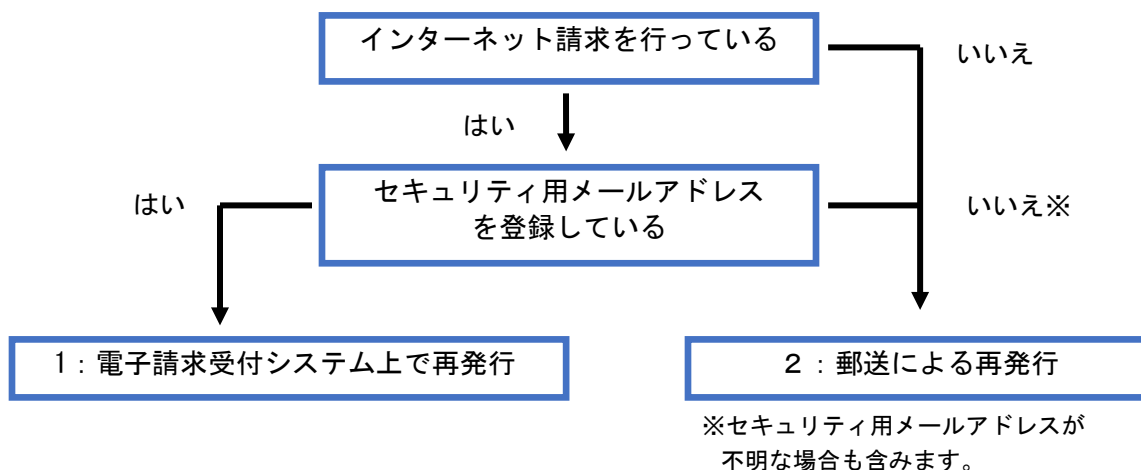 インターネット請求を行っている
いいえ
はい
セキュリティ用メールアドレス
を登録している
はい
いいえ※
1：電子請求受付システム上で再発行
２：郵送による再発行
※セキュリティ用メールアドレスが
不明な場合も含みます。